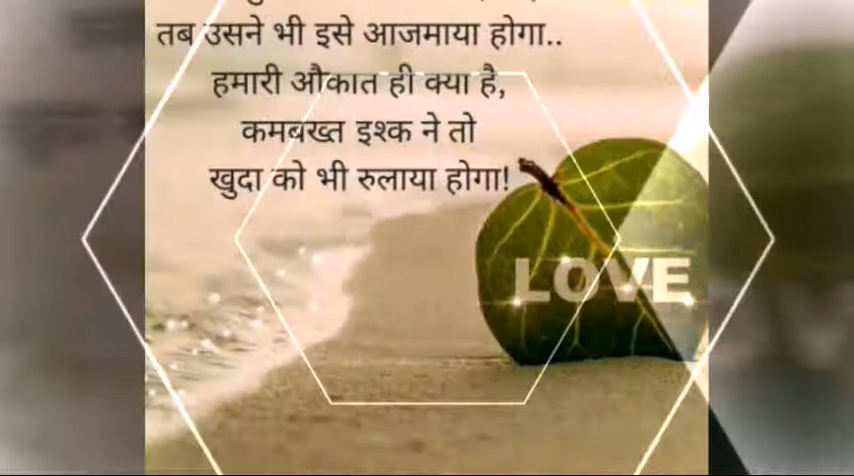 तब उसने भी इसे आजमाया होगा..
हमारी औकात ही क्या है,
कमबख्त इश्क ने तो
खुदा को भी रुलाया होगा!
LOVE